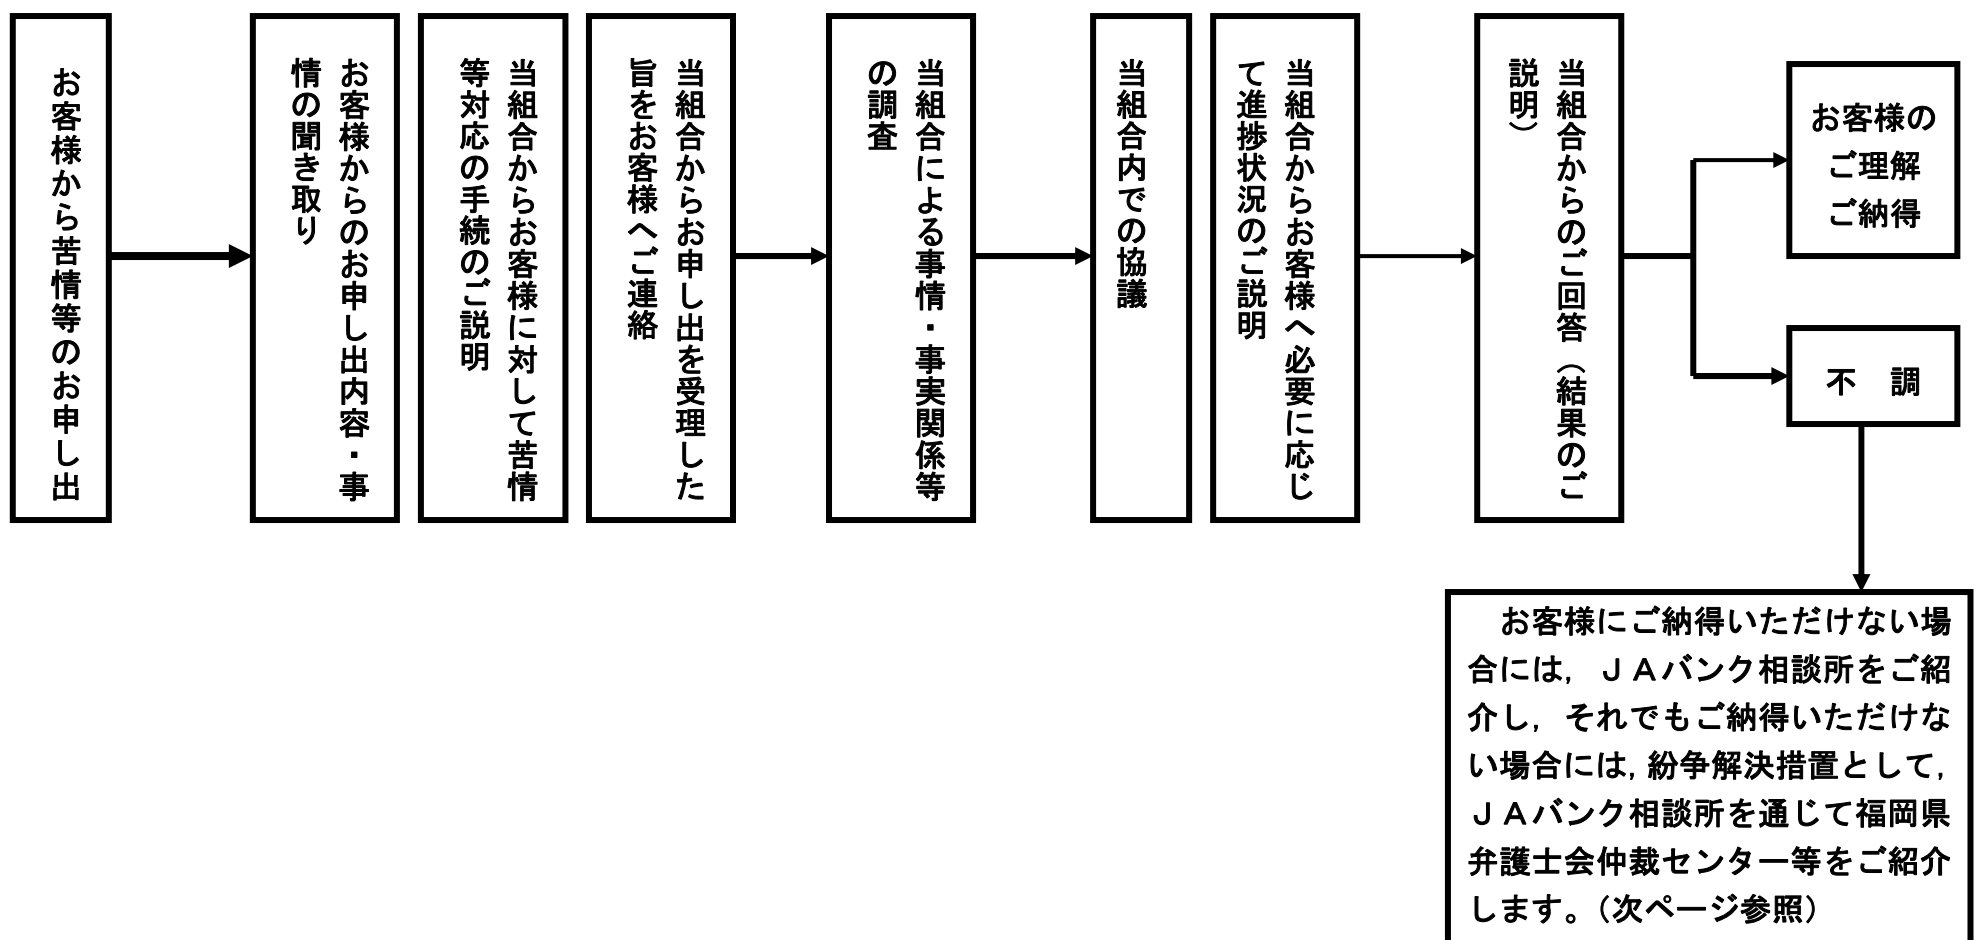 お客様から苦情等のお申し出
お客様からのお申し出内容・事
情の聞き取り
当組合からお客様に対して苦情
等対応の手続のご説明
当組合からお申し出を受理した
旨をお客様へご連絡
当組合による事情・事実関係等
の調査
当組合内での協議
当組合からお客様へ必要に応じ
て進捗状況のご説明
当組合からのご回答（結果のご
説明）
お客様の
ご理解
ご納得
不　調
お客様にご納得いただけない場
合には，ＪＡバンク相談所をご紹
介し，それでもご納得いただけな
い場合には，紛争解決措置として，
ＪＡバンク相談所を通じて福岡県
弁護士会仲裁センター等をご紹介
します。（次ページ参照）